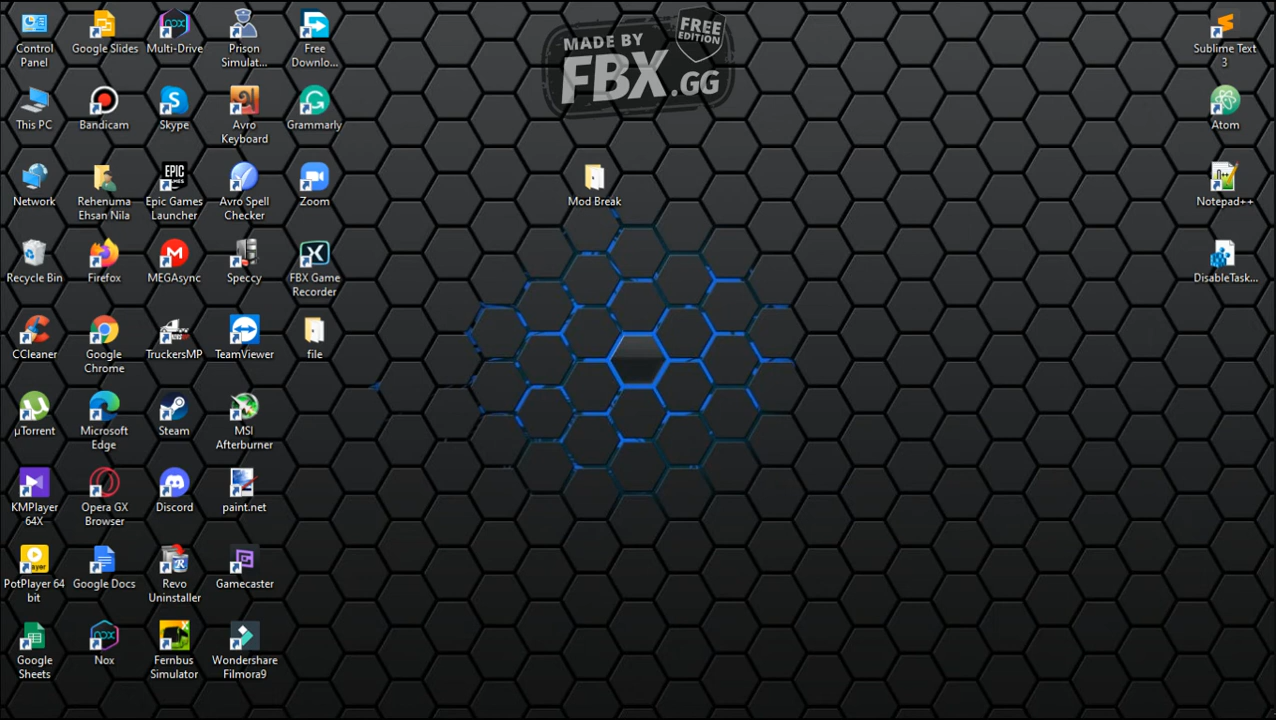 MADE BY
FREE
EDITION
FBX.GG
Control
Panel
Google Slides
Multi-Drive
Prison
Simulat...
Free
Downlo...
Sublime Text
3
This PC
Bandicam
Skype
Avro
Keyboard
Grammarly
Atom
Network
Rehenuma
Ehsan Nila
EPIC
GAMES
Epic Games
Launcher
Avro Spell
Checker
Zoom
Mod Break
Notepad++
Recycle Bin
Firefox
MEGAsync
Speccy
FBX Game
Recorder
DisableTask...
CCleaner
Google
Chrome
TruckersMP
TeamViewer
file
µTorrent
Microsoft
Edge
Steam
MSI
Afterburner
KMPlayer
64X
Opera GX
Browser
Discord
paint.net
PotPlayer 64
bit
Google Docs
Revo
Uninstaller
Gamecaster
Google
Sheets
Nox
Fernbus
Simulator
Wondershare
Filmora9